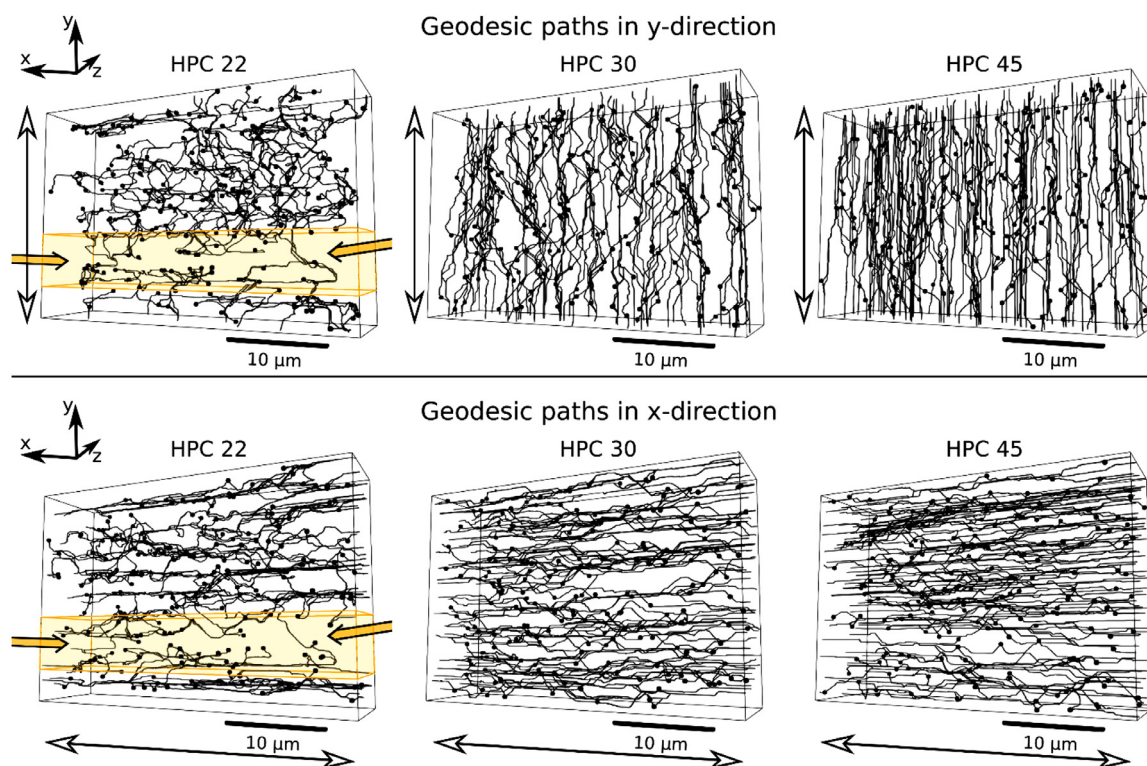 Geodesic paths in y-direction
y
x
z
HPC 22
HPC 30
HPC 45
10 μm
10 μm
10 μm
Geodesic paths in x-direction
y
x
z
HPC 22
HPC 30
HPC 45
10 μm
10 μm
10 μm